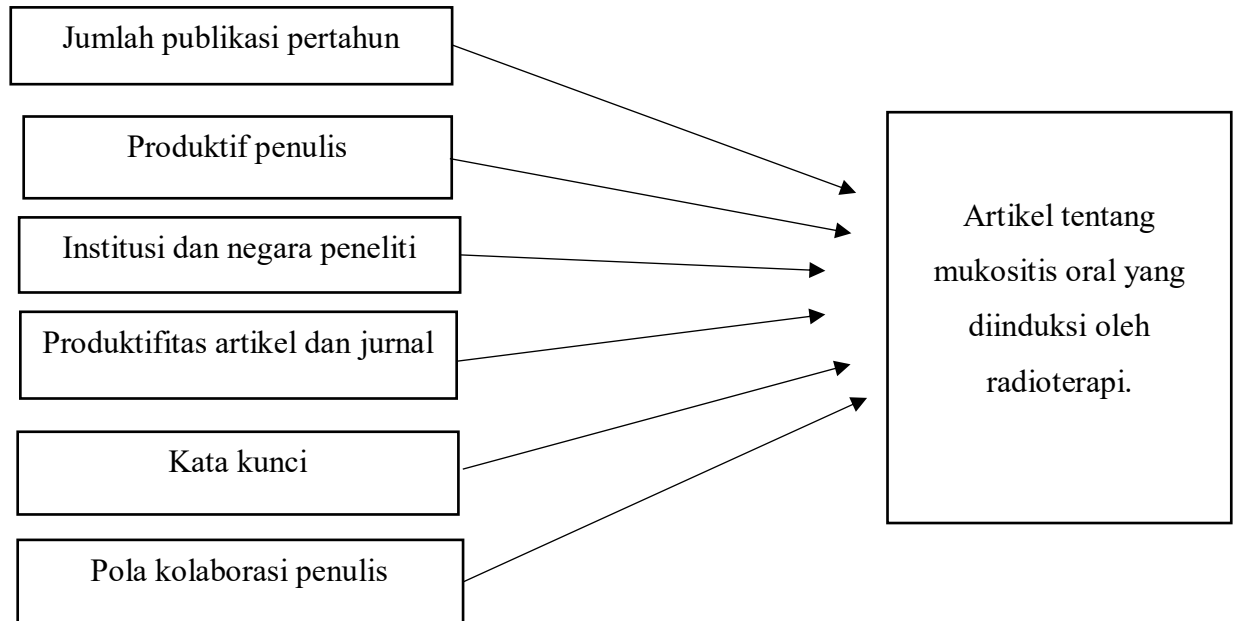 Jumlah publikasi pertahun
Produktif penulis
Institusi dan negara peneliti
Produktifitas artikel dan jurnal
Kata kunci
Pola kolaborasi penulis
Artikel tentang
mukositis oral yang
diinduksi oleh
radioterapi.